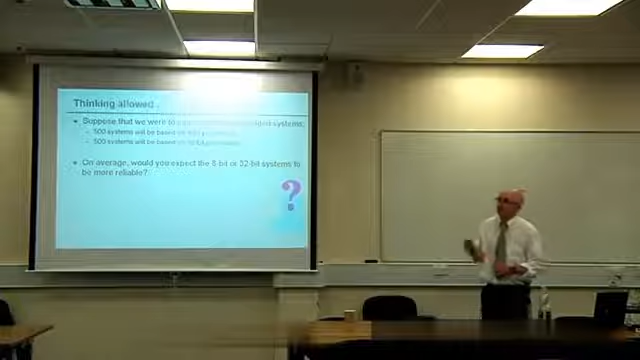 Thinking allowed..
• Suppose that we were to systems:
– 500 systems will be based on
– 500 systems will be based on
• On average, would you expect the 8-bit or 32-bit systems to
be more reliable?
?